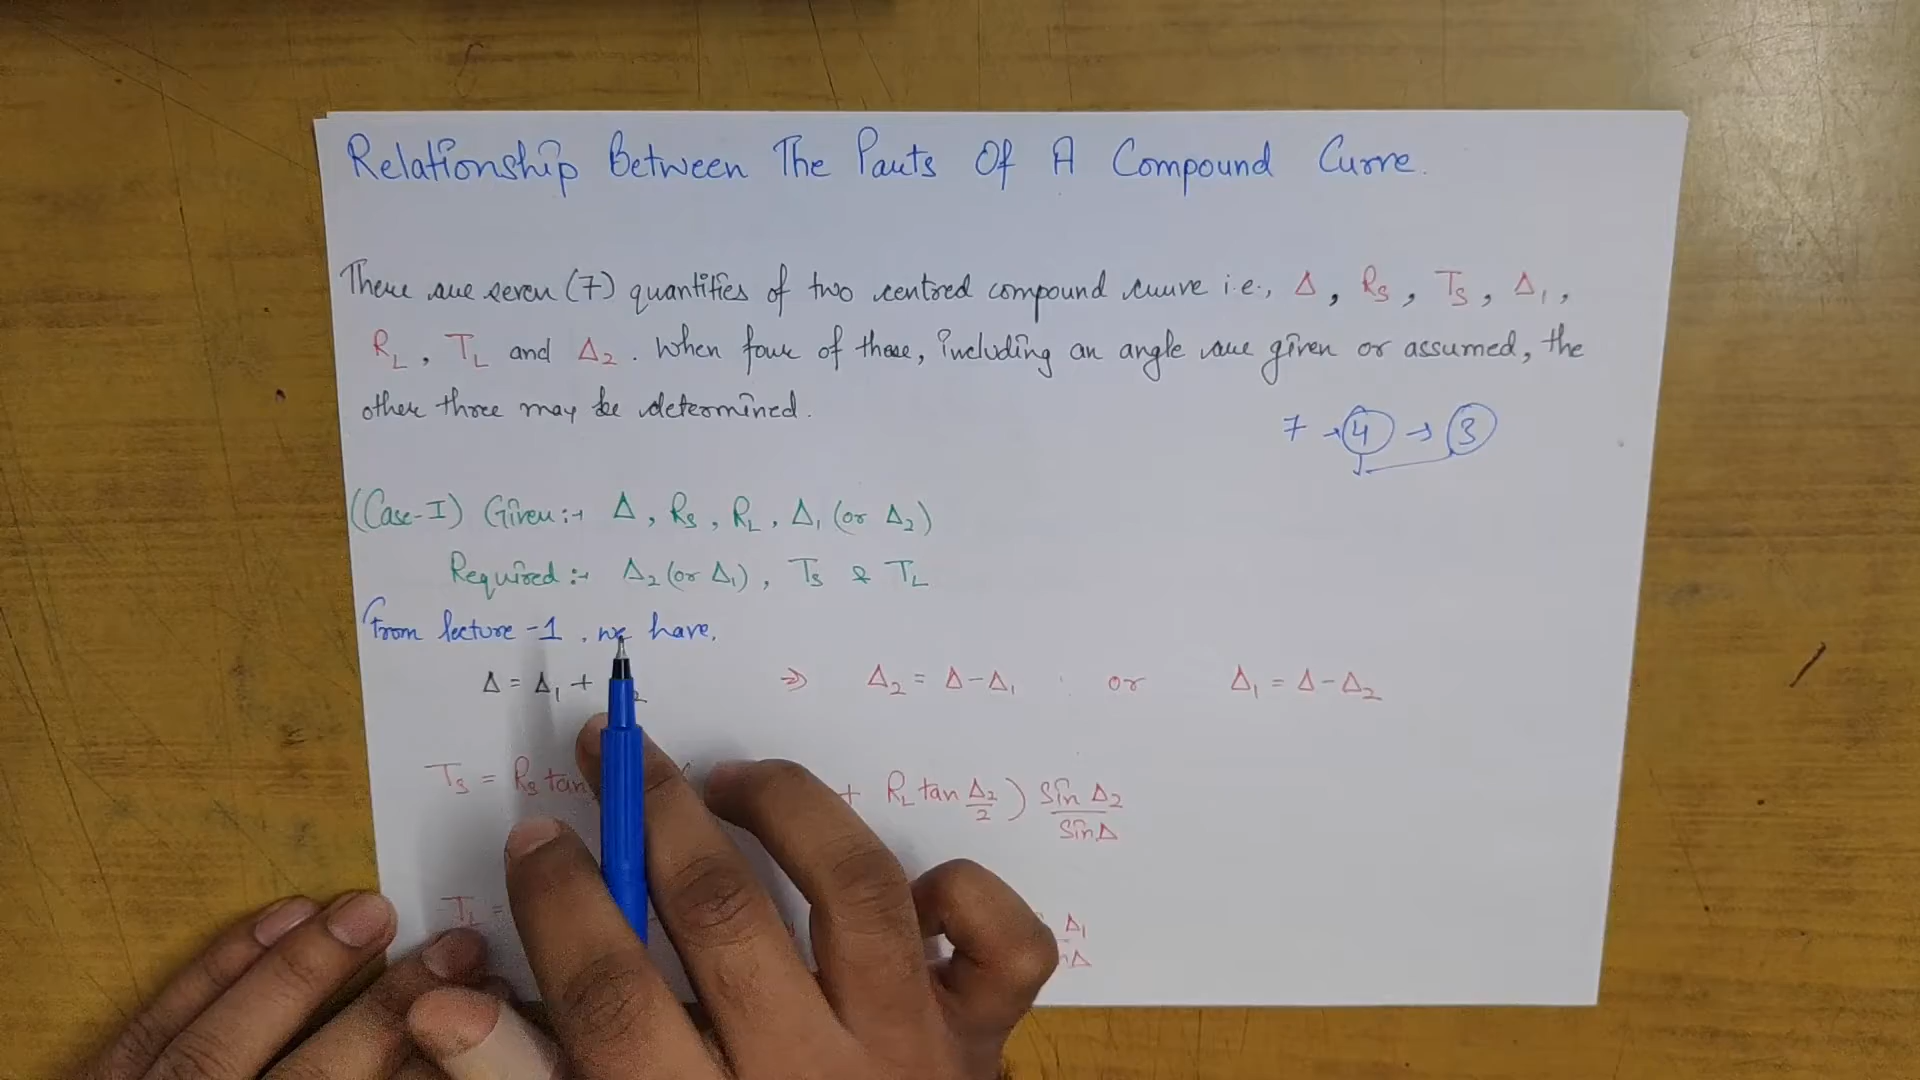 Relationship Between The Parts Of A Compound Curve.
There are seven (7) quantities of two centred compound curve i.e., Δ, Rs, Ts, Δ1,
RL, TL and Δ2. When four of these, including an angle are given or assumed, the
other three may be determined.
7 → 4 → 3
(Case-I) Given:→ Δ, Rs, RL, Δ1 (or Δ2)
Required:→ Δ2 (or Δ1), Ts & TL
From lecture-1, we have,
Δ = Δ1 + 2 ⇒ Δ2 = Δ - Δ1 or Δ1 = Δ - Δ2
Ts = Rs tan ( + RL tan Δ2/2) sin Δ2/sin Δ
TL = Δ1/Δ